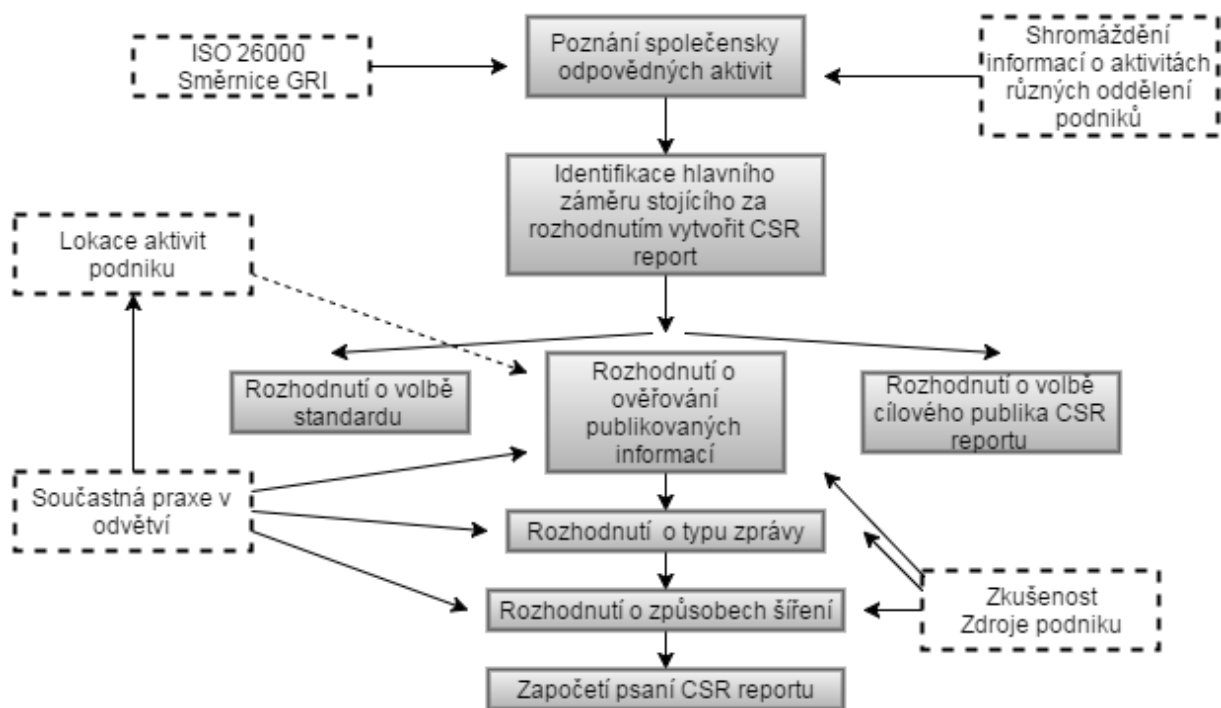 ISO 26000
Směrnice GRI
Poznání společensky
odpovědných aktivit
Shromáždění
informací o aktivitách
různých oddělení
podniků
Identifikace hlavního
záměru stojícího za
rozhodnutím vytvořit CSR
report
Lokace aktivit
podniku
Rozhodnutí o volbě
standardu
Rozhodnutí o
ověřování
publikovaných
informací
Rozhodnutí o volbě
cílového publika CSR
reportu
Součastná praxe v
odvětví
Rozhodnutí o typu zprávy
Rozhodnutí o způsobech šíření
Zkušenost
Zdroje podniku
Započetí psaní CSR reportu